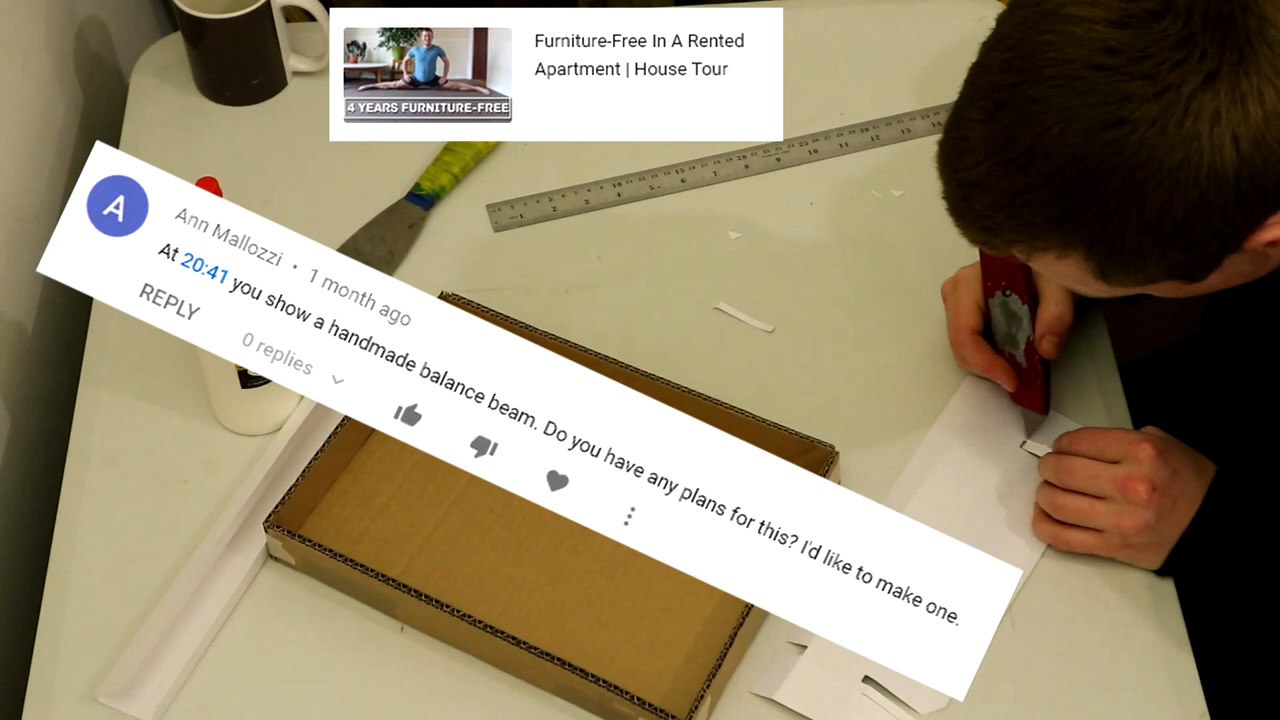 4 YEARS FURNITURE-FREE
Furniture-Free In A Rented
Apartment | House Tour
A
Ann Mallozzi • 1 month ago
At 20:41 you show a handmade balance beam. Do you have any plans for this? I'd like to make one.
REPLY
0 replies